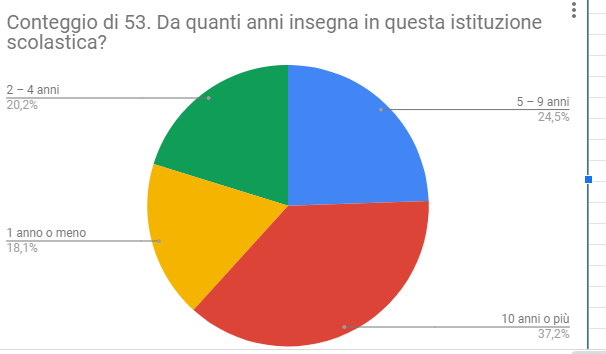 Conteggio di 53. Da quanti anni insegna in questa istituzione
scolastica?
2 – 4 anni
20,2%
5 – 9 anni
24,5%
1 anno o meno
18,1%
10 anni o più
37,2%